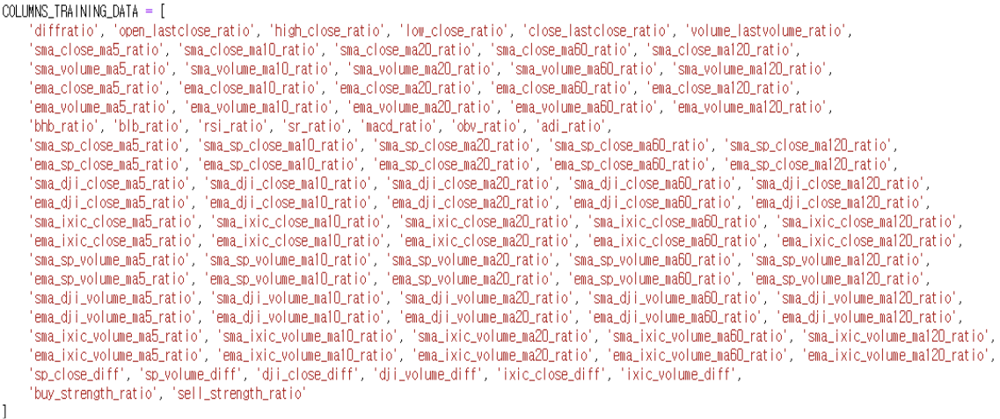 COLUMNS_TRAINING_DATA = [
'diffratio', 'open_lastclose_ratio', 'high_close_ratio', 'low_close_ratio', 'close_lastclose_ratio', 'volume_lastvolume_ratio',
'sma_close_ma5_ratio', 'sma_close_ma10_ratio', 'sma_close_ma20_ratio', 'sma_close_ma60_ratio', 'sma_close_ma120_ratio',
'sma_volume_ma5_ratio', 'sma_volume_ma10_ratio', 'sma_volume_ma20_ratio', 'sma_volume_ma60_ratio', 'sma_volume_ma120_ratio',
'ema_close_ma5_ratio', 'ema_close_ma10_ratio', 'ema_close_ma20_ratio', 'ema_close_ma60_ratio', 'ema_close_ma120_ratio',
'ema_volume_ma5_ratio', 'ema_volume_ma10_ratio', 'ema_volume_ma20_ratio', 'ema_volume_ma60_ratio', 'ema_volume_ma120_ratio',
'bhb_ratio', 'blb_ratio', 'rsi_ratio', 'sr_ratio', 'macd_ratio', 'obv_ratio', 'adi_ratio',
'sma_sp_close_ma5_ratio', 'sma_sp_close_ma10_ratio', 'sma_sp_close_ma20_ratio', 'sma_sp_close_ma60_ratio', 'sma_sp_close_ma120_ratio',
'ema_sp_close_ma5_ratio', 'ema_sp_close_ma10_ratio', 'ema_sp_close_ma20_ratio', 'ema_sp_close_ma60_ratio', 'ema_sp_close_ma120_ratio',
'sma_dji_close_ma5_ratio', 'sma_dji_close_ma10_ratio', 'sma_dji_close_ma20_ratio', 'sma_dji_close_ma60_ratio', 'sma_dji_close_ma120_ratio',
'ema_dji_close_ma5_ratio', 'ema_dji_close_ma10_ratio', 'ema_dji_close_ma20_ratio', 'ema_dji_close_ma60_ratio', 'ema_dji_close_ma120_ratio',
'sma_ixic_close_ma5_ratio', 'sma_ixic_close_ma10_ratio', 'sma_ixic_close_ma20_ratio', 'sma_ixic_close_ma60_ratio', 'sma_ixic_close_ma120_ratio',
'ema_ixic_close_ma5_ratio', 'ema_ixic_close_ma10_ratio', 'ema_ixic_close_ma20_ratio', 'ema_ixic_close_ma60_ratio', 'ema_ixic_close_ma120_ratio',
'sma_sp_volume_ma5_ratio', 'sma_sp_volume_ma10_ratio', 'sma_sp_volume_ma20_ratio', 'sma_sp_volume_ma60_ratio', 'sma_sp_volume_ma120_ratio',
'ema_sp_volume_ma5_ratio', 'ema_sp_volume_ma10_ratio', 'ema_sp_volume_ma20_ratio', 'ema_sp_volume_ma60_ratio', 'ema_sp_volume_ma120_ratio',
'sma_dji_volume_ma5_ratio', 'sma_dji_volume_ma10_ratio', 'sma_dji_volume_ma20_ratio', 'sma_dji_volume_ma60_ratio', 'sma_dji_volume_ma120_ratio',
'ema_dji_volume_ma5_ratio', 'ema_dji_volume_ma10_ratio', 'ema_dji_volume_ma20_ratio', 'ema_dji_volume_ma60_ratio', 'ema_dji_volume_ma120_ratio',
'sma_ixic_volume_ma5_ratio', 'sma_ixic_volume_ma10_ratio', 'sma_ixic_volume_ma20_ratio', 'sma_ixic_volume_ma60_ratio', 'sma_ixic_volume_ma120_ratio',
'ema_ixic_volume_ma5_ratio', 'ema_ixic_volume_ma10_ratio', 'ema_ixic_volume_ma20_ratio', 'ema_ixic_volume_ma60_ratio', 'ema_ixic_volume_ma120_ratio',
'sp_close_diff', 'sp_volume_diff', 'dji_close_diff', 'dji_volume_diff', 'ixic_close_diff', 'ixic_volume_diff',
'buy_strength_ratio', 'sell_strength_ratio'
]